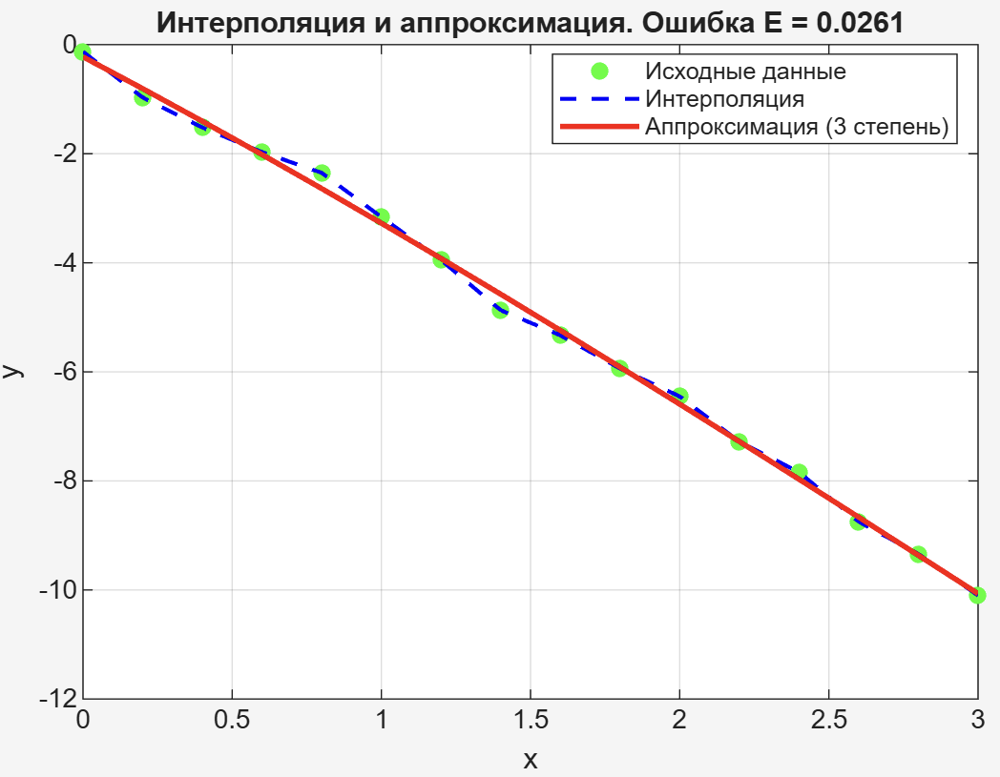 Интерполяция и аппроксимация. Ошибка E = 0.0261
Исходные данные
Интерполяция
Аппроксимация (3 степень)
0
-2
-4
-6
-8
-10
-12
y
0 0.5 1 1.5 2 2.5 3
x